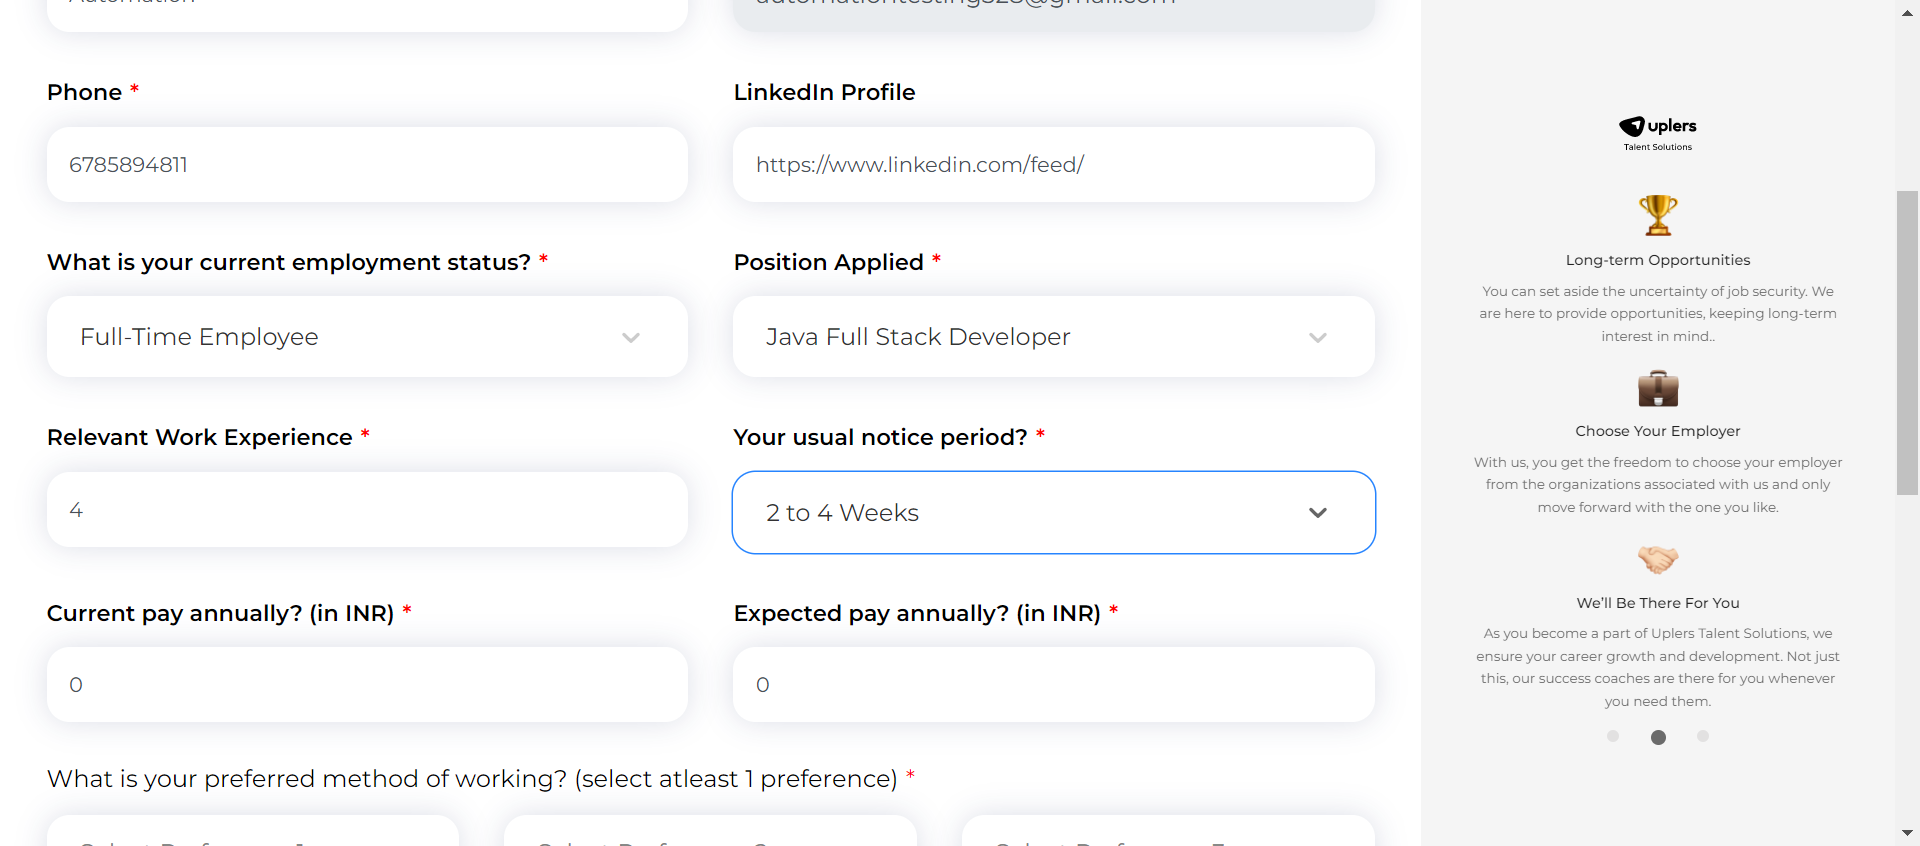 automationtesting528@gmail.com
Phone *
LinkedIn Profile
6785894811
https://www.linkedin.com/feed/
What is your current employment status? *
Position Applied *
Full-Time Employee
Java Full Stack Developer
Relevant Work Experience *
Your usual notice period? *
4
2 to 4 Weeks
Current pay annually? (in INR) *
Expected pay annually? (in INR) *
0
0
What is your preferred method of working? (select atleast 1 preference) *
uplers
Talent Solutions
Long-term Opportunities
You can set aside the uncertainty of job security. We
are here to provide opportunities, keeping long-term
interest in mind..
Choose Your Employer
With us, you get the freedom to choose your employer
from the organizations associated with us and only
move forward with the one you like.
We’ll Be There For You
As you become a part of Uplers Talent Solutions, we
ensure your career growth and development. Not just
this, our success coaches are there for you whenever
you need them.